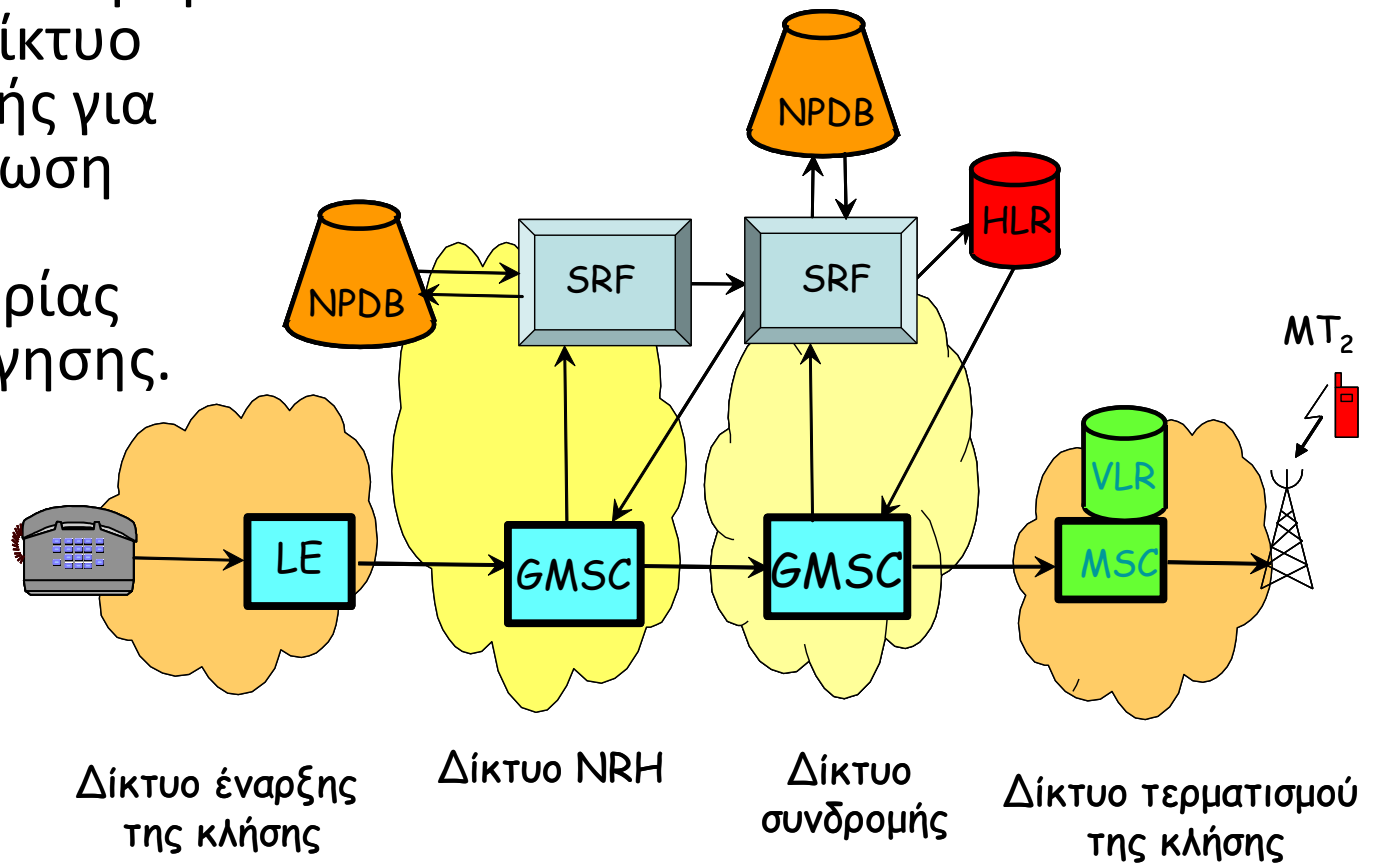 ίκτυο
ής για
ωση
ρίας
γησης.
NPDB
NPDB
SRF
SRF
HLR
MT₂
VLR
LE
GMSC
GMSC
MSC
Δίκτυο έναρξης
της κλήσης
Δίκτυο NRH
Δίκτυο
συνδρομής
Δίκτυο τερματισμού
της κλήσης